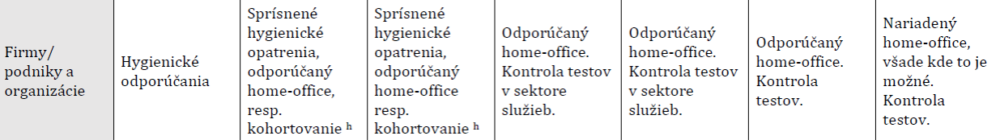 Firmy/
podniky a
organizácie
Hygienické
odporúčania
Sprísnené
hygienické
opatrenia,
odporúčaný
home-office,
resp.
kohortovanie ʰ
Sprísnené
hygienické
opatrenia,
odporúčaný
home-office
resp.
kohortovanie ʰ
Odporúčaný
home-office.
Kontrola testov
v sektore
služieb.
Odporúčaný
home-office.
Kontrola testov
v sektore
služieb.
Odporúčaný
home-office.
Kontrola
testov.
Nariadený
home-office,
všade kde to je
možné.
Kontrola
testov.